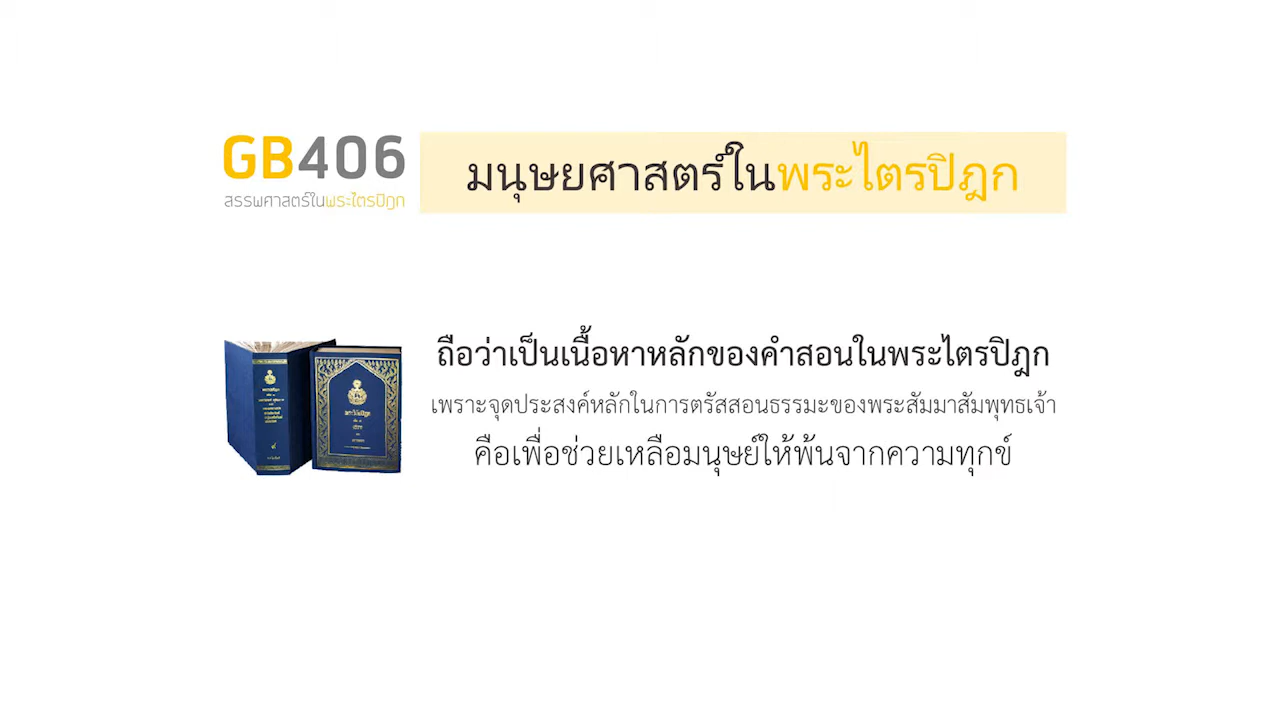 GB406
สรรพศาสตร์ในพระไตรปิฎก
มนุษยศาสตร์ในพระไตรปิฎก
ถือว่าเป็นเนื้อหาหลักของคำสอนในพระไตรปิฎก
เพราะจุดประสงค์หลักในการตรัสสอนธรรมะของพระสัมมาสัมพุทธเจ้า
คือเพื่อช่วยเหลือมนุษย์ให้พ้นจากความทุกข์